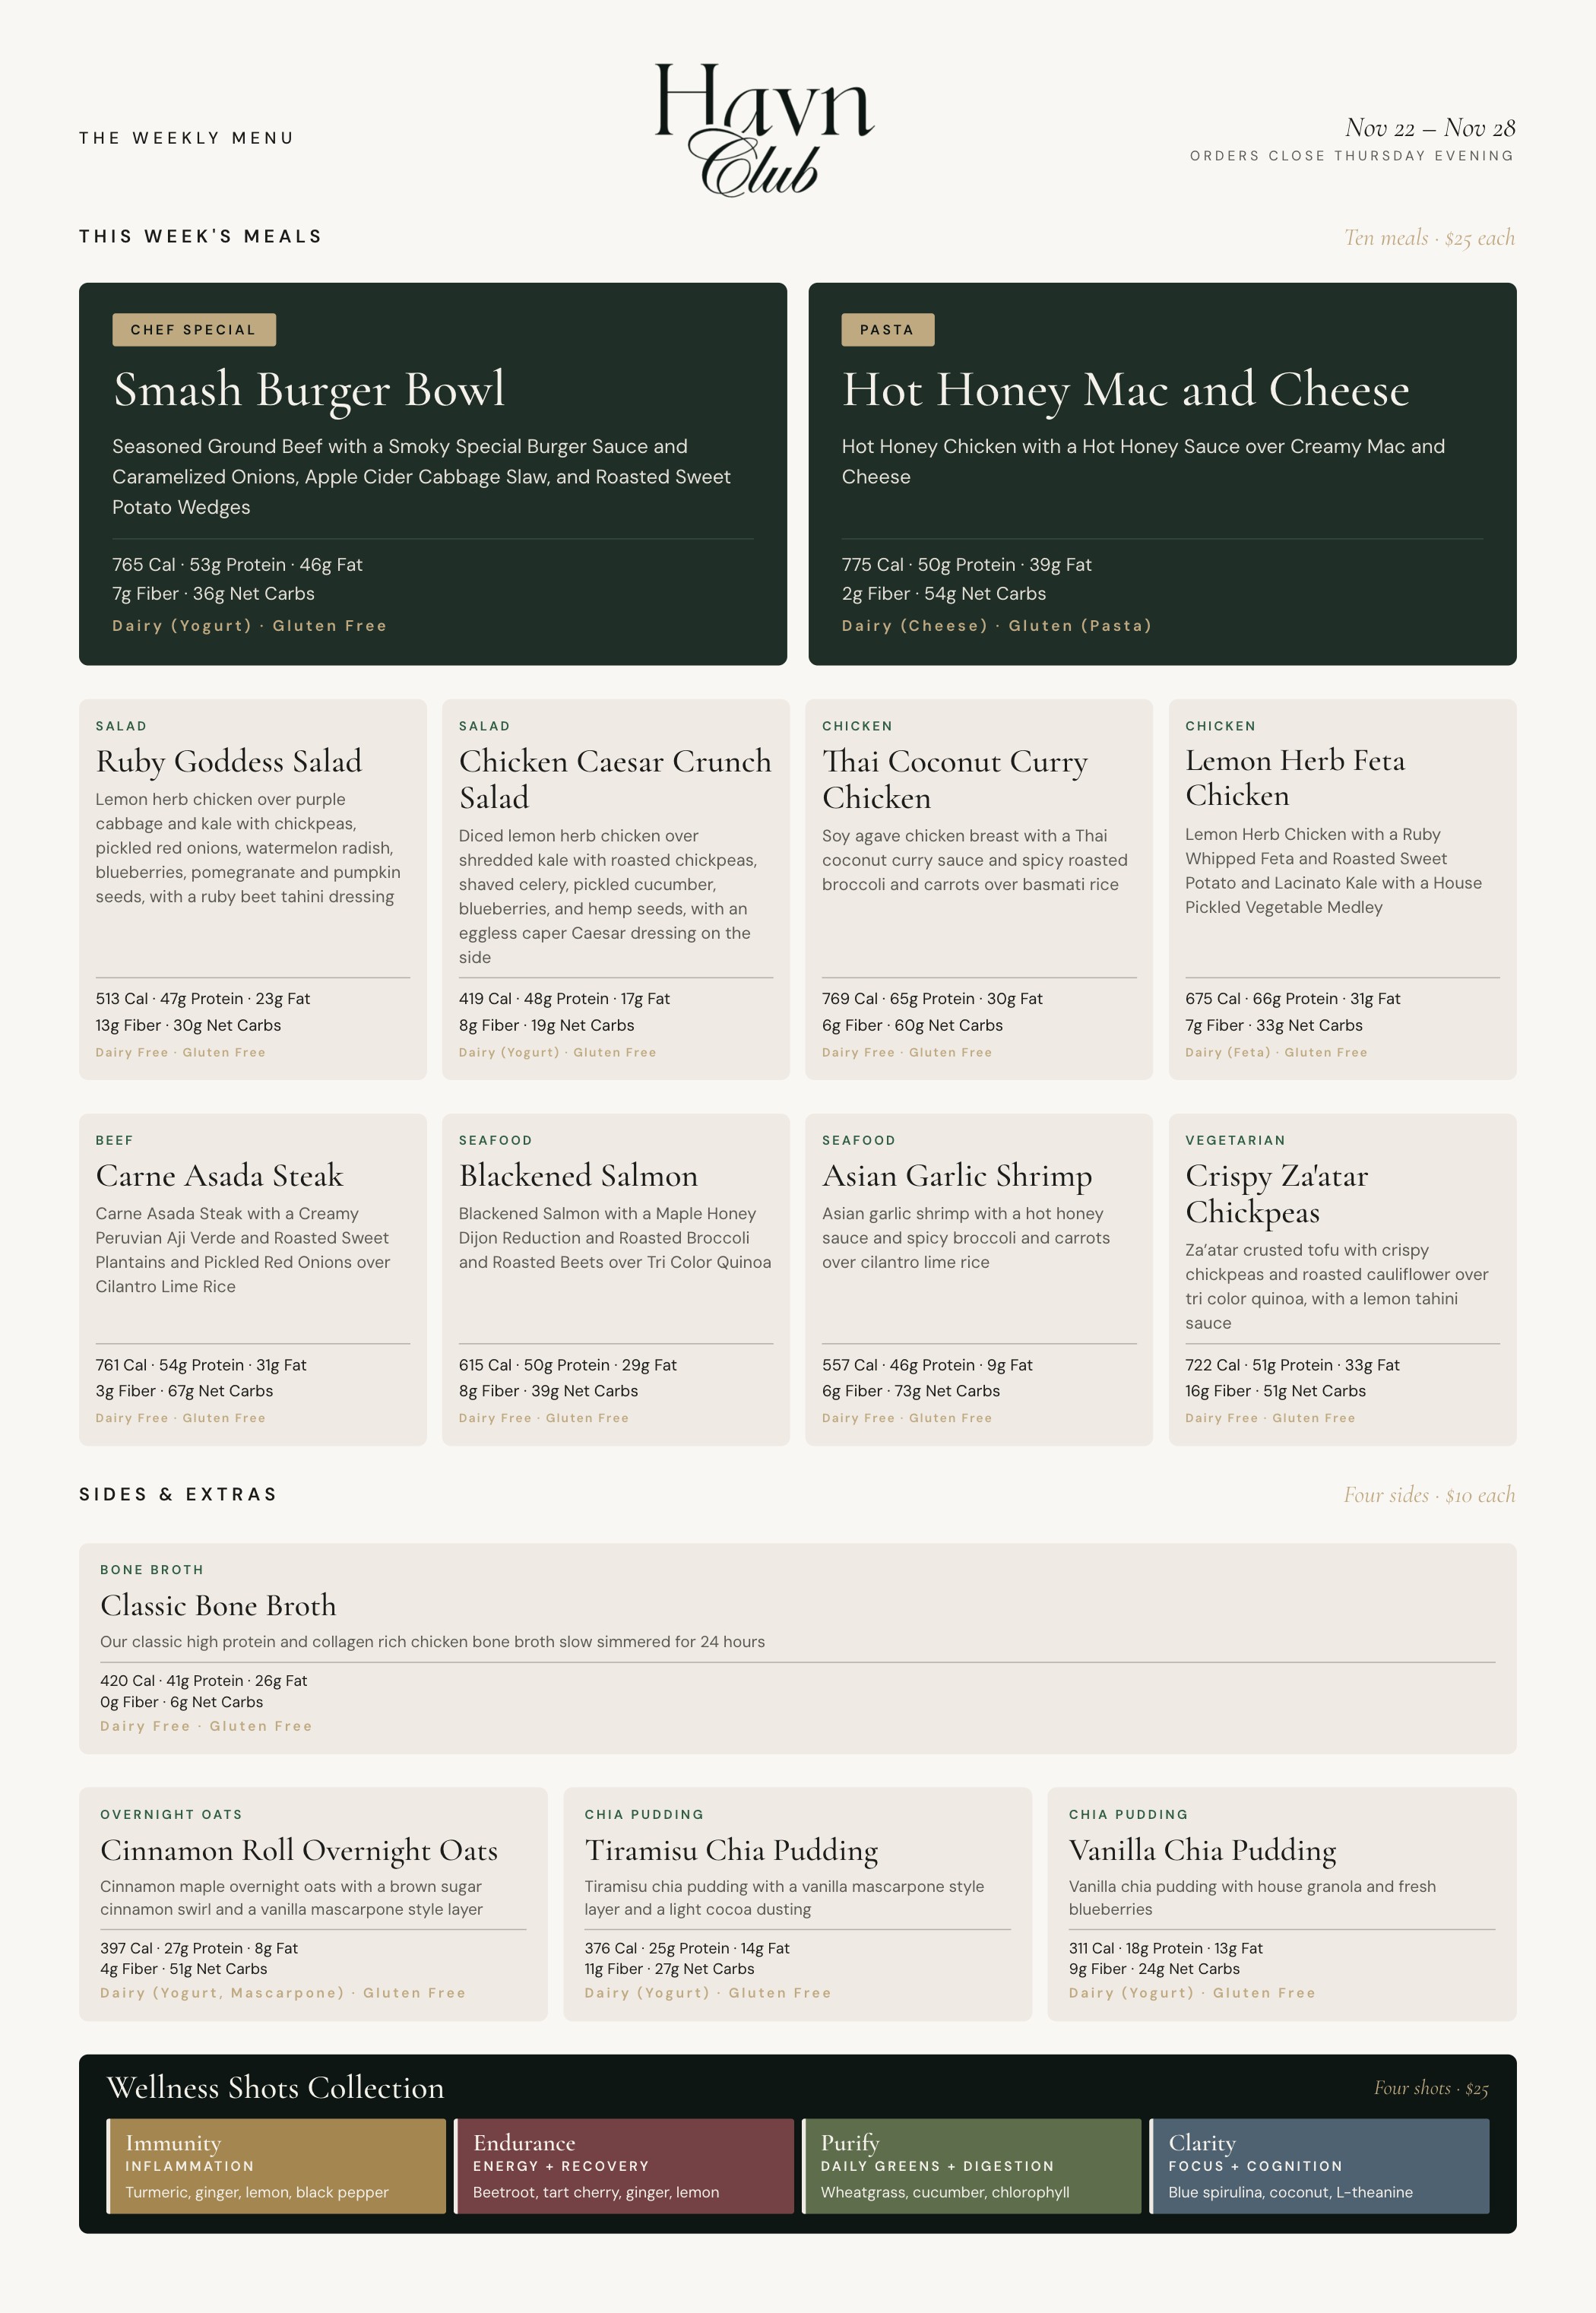 THE WEEKLY MENU
Havn
Club
Nov 22 – Nov 28
ORDERS CLOSE THURSDAY EVENING
THIS WEEK'S MEALS
Ten meals · $25 each
CHEF SPECIAL
Smash Burger Bowl
Seasoned Ground Beef with a Smoky Special Burger Sauce and
Caramelized Onions, Apple Cider Cabbage Slaw, and Roasted Sweet
Potato Wedges
765 Cal · 53g Protein · 46g Fat
7g Fiber · 36g Net Carbs
Dairy (Yogurt) · Gluten Free
PASTA
Hot Honey Mac and Cheese
Hot Honey Chicken with a Hot Honey Sauce over Creamy Mac and
Cheese
775 Cal · 50g Protein · 39g Fat
2g Fiber · 54g Net Carbs
Dairy (Cheese) · Gluten (Pasta)
SALAD
Ruby Goddess Salad
Lemon herb chicken over purple
cabbage and kale with chickpeas,
pickled red onions, watermelon radish,
blueberries, pomegranate and pumpkin
seeds, with a ruby beet tahini dressing
513 Cal · 47g Protein · 23g Fat
13g Fiber · 30g Net Carbs
Dairy Free · Gluten Free
SALAD
Chicken Caesar Crunch
Salad
Diced lemon herb chicken over
shredded kale with roasted chickpeas,
shaved celery, pickled cucumber,
blueberries, and hemp seeds, with an
eggless caper Caesar dressing on the
side
419 Cal · 48g Protein · 17g Fat
8g Fiber · 19g Net Carbs
Dairy (Yogurt) · Gluten Free
CHICKEN
Thai Coconut Curry
Chicken
Soy agave chicken breast with a Thai
coconut curry sauce and spicy roasted
broccoli and carrots over basmati rice
769 Cal · 65g Protein · 30g Fat
6g Fiber · 60g Net Carbs
Dairy Free · Gluten Free
CHICKEN
Lemon Herb Feta
Chicken
Lemon Herb Chicken with a Ruby
Whipped Feta and Roasted Sweet
Potato and Lacinato Kale with a House
Pickled Vegetable Medley
675 Cal · 66g Protein · 31g Fat
7g Fiber · 33g Net Carbs
Dairy (Feta) · Gluten Free
BEEF
Carne Asada Steak
Carne Asada Steak with a Creamy
Peruvian Aji Verde and Roasted Sweet
Plantains and Pickled Red Onions over
Cilantro Lime Rice
761 Cal · 54g Protein · 31g Fat
3g Fiber · 67g Net Carbs
Dairy Free · Gluten Free
SEAFOOD
Blackened Salmon
Blackened Salmon with a Maple Honey
Dijon Reduction and Roasted Broccoli
and Roasted Beets over Tri Color Quinoa
615 Cal · 50g Protein · 29g Fat
8g Fiber · 39g Net Carbs
Dairy Free · Gluten Free
SEAFOOD
Asian Garlic Shrimp
Asian garlic shrimp with a hot honey
sauce and spicy broccoli and carrots
over cilantro lime rice
557 Cal · 46g Protein · 9g Fat
6g Fiber · 73g Net Carbs
Dairy Free · Gluten Free
VEGETARIAN
Crispy Za'atar
Chickpeas
Za’atar crusted tofu with crispy
chickpeas and roasted cauliflower over
tri color quinoa, with a lemon tahini
sauce
722 Cal · 51g Protein · 33g Fat
16g Fiber · 51g Net Carbs
Dairy Free · Gluten Free
SIDES & EXTRAS
Four sides · $10 each
BONE BROTH
Classic Bone Broth
Our classic high protein and collagen rich chicken bone broth slow simmered for 24 hours
420 Cal · 41g Protein · 26g Fat
0g Fiber · 6g Net Carbs
Dairy Free · Gluten Free
OVERNIGHT OATS
Cinnamon Roll Overnight Oats
Cinnamon maple overnight oats with a brown sugar
cinnamon swirl and a vanilla mascarpone style layer
397 Cal · 27g Protein · 8g Fat
4g Fiber · 51g Net Carbs
Dairy (Yogurt, Mascarpone) · Gluten Free
CHIA PUDDING
Tiramisu Chia Pudding
Tiramisu chia pudding with a vanilla mascarpone style
layer and a light cocoa dusting
376 Cal · 25g Protein · 14g Fat
11g Fiber · 27g Net Carbs
Dairy (Yogurt) · Gluten Free
CHIA PUDDING
Vanilla Chia Pudding
Vanilla chia pudding with house granola and fresh
blueberries
311 Cal · 18g Protein · 13g Fat
9g Fiber · 24g Net Carbs
Dairy (Yogurt) · Gluten Free
Wellness Shots Collection
Four shots · $25
Immunity
INFLAMMATION
Turmeric, ginger, lemon, black pepper
Endurance
ENERGY + RECOVERY
Beetroot, tart cherry, ginger, lemon
Purify
DAILY GREENS + DIGESTION
Wheatgrass, cucumber, chlorophyll
Clarity
FOCUS + COGNITION
Blue spirulina, coconut, L-theanine